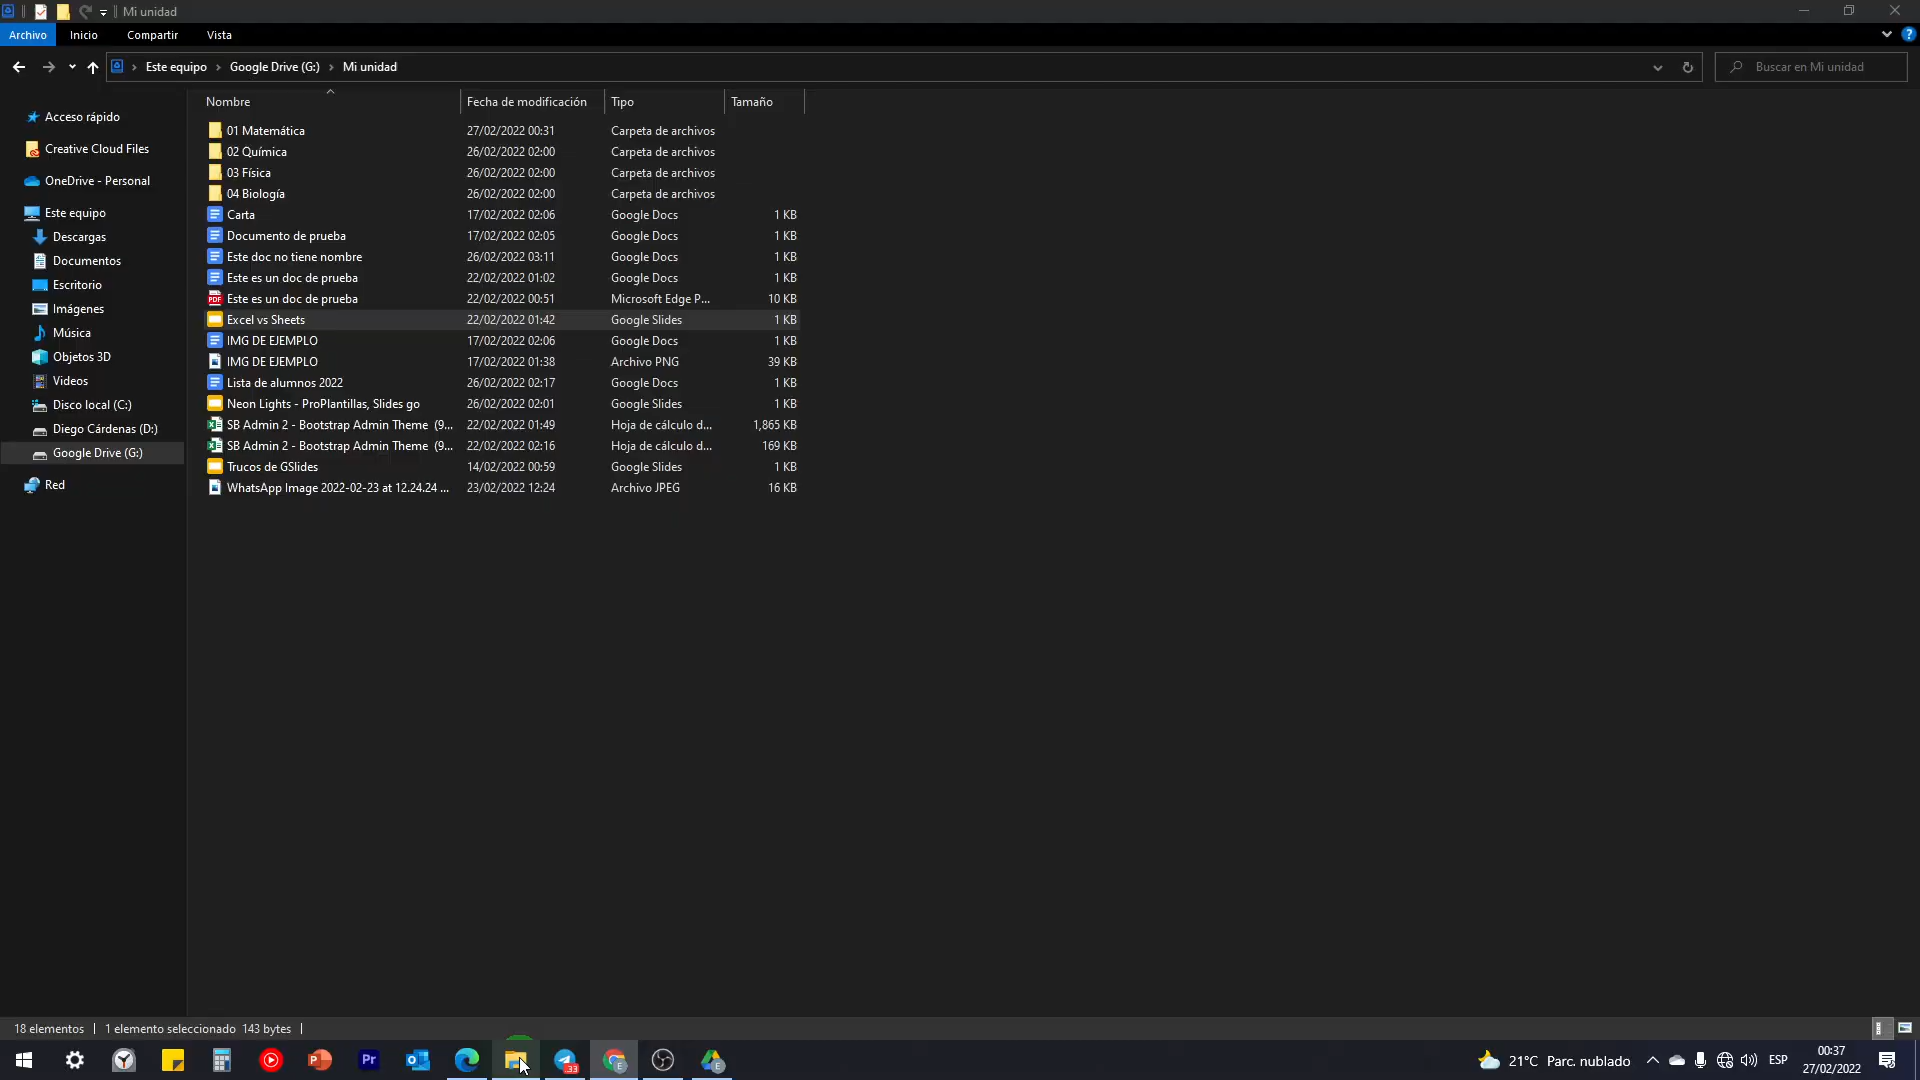 Mi unidad
Archivo Inicio Compartir Vista
Este equipo Google Drive (G:) Mi unidad Buscar en Mi unidad
Nombre Fecha de modificación Tipo Tamaño
Acceso rápido
Creative Cloud Files
OneDrive - Personal
Este equipo
Descargas
Documentos
Escritorio
Imágenes
Música
Objetos 3D
Videos
Disco local (C:)
Diego Cárdenas (D:)
Google Drive (G:)
Red
01 Matemática 27/02/2022 00:31 Carpeta de archivos
02 Química 26/02/2022 02:00 Carpeta de archivos
03 Física 26/02/2022 02:00 Carpeta de archivos
04 Biología 26/02/2022 02:00 Carpeta de archivos
Carta 17/02/2022 02:06 Google Docs 1 KB
Documento de prueba 17/02/2022 02:05 Google Docs 1 KB
Este doc no tiene nombre 26/02/2022 03:11 Google Docs 1 KB
Este es un doc de prueba 22/02/2022 01:02 Google Docs 1 KB
PDF Este es un doc de prueba 22/02/2022 00:51 Microsoft Edge P... 10 KB
Excel vs Sheets 22/02/2022 01:42 Google Slides 1 KB
IMG DE EJEMPLO 17/02/2022 02:06 Google Docs 1 KB
IMG DE EJEMPLO 17/02/2022 01:38 Archivo PNG 39 KB
Lista de alumnos 2022 26/02/2022 02:17 Google Docs 1 KB
Neon Lights - ProPlantillas, Slides go 26/02/2022 02:01 Google Slides 1 KB
SB Admin 2 - Bootstrap Admin Theme (9... 22/02/2022 01:49 Hoja de cálculo d... 1,865 KB
SB Admin 2 - Bootstrap Admin Theme (9... 22/02/2022 02:16 Hoja de cálculo d... 169 KB
Trucos de GSlides 14/02/2022 00:59 Google Slides 1 KB
WhatsApp Image 2022-02-23 at 12.24.24 ... 23/02/2022 12:24 Archivo JPEG 16 KB
18 elementos 1 elemento seleccionado 143 bytes
P Pr 33 E E 21°C Parc. nublado ESP 00:37
27/02/2022